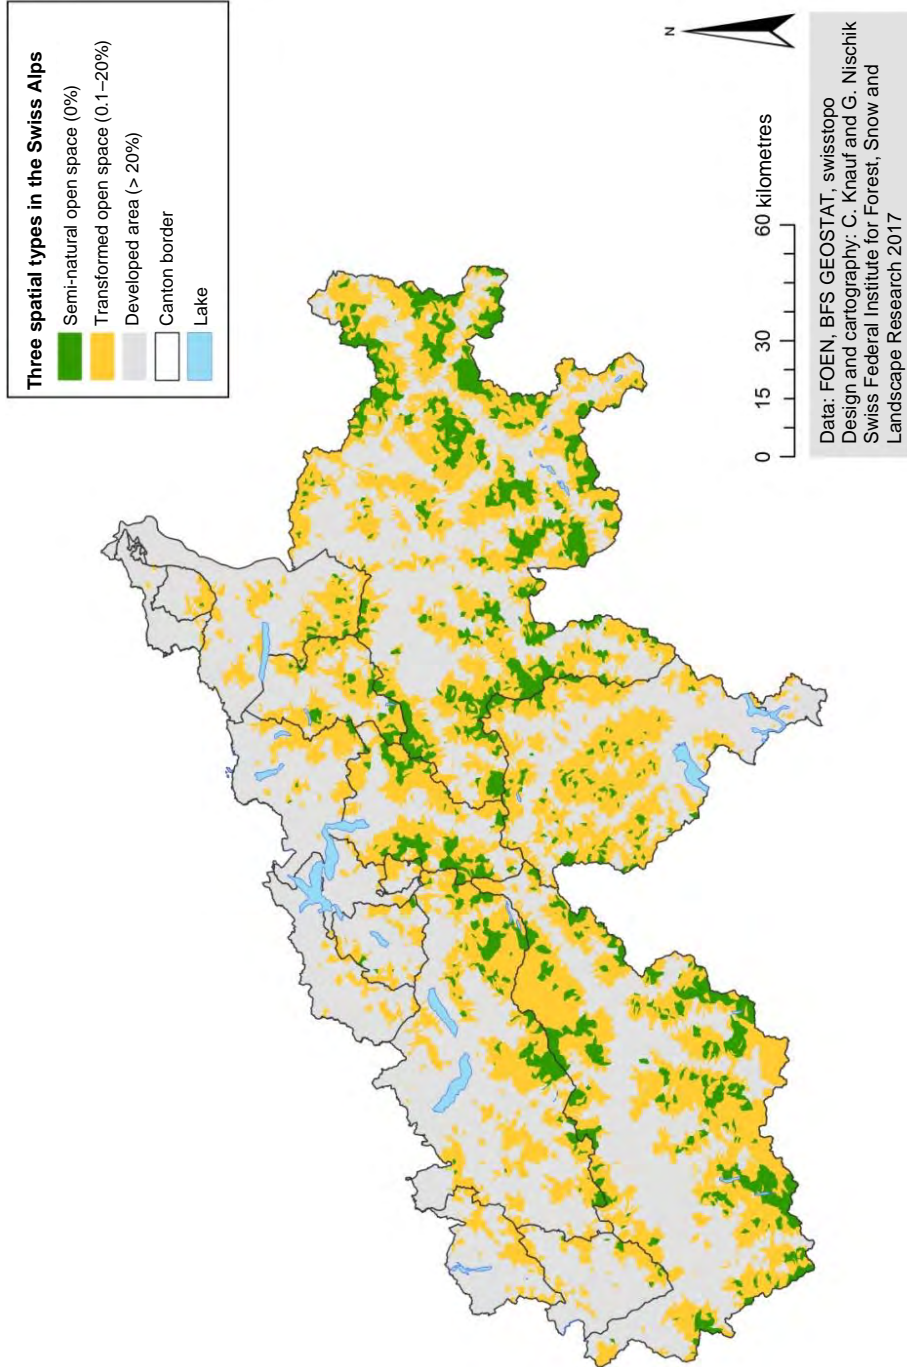 Three spatial types in the Swiss Alps
Semi-natural open space (0%)
Transformed open space (0.1–20%)
Developed area (> 20%)
Canton border
Lake
N
0 15 30 60 kilometres
Data: FOEN, BFS GEOSTAT, swisstopo
Design and cartography: C. Knauf and G. Nischik
Swiss Federal Institute for Forest, Snow and
Landscape Research 2017